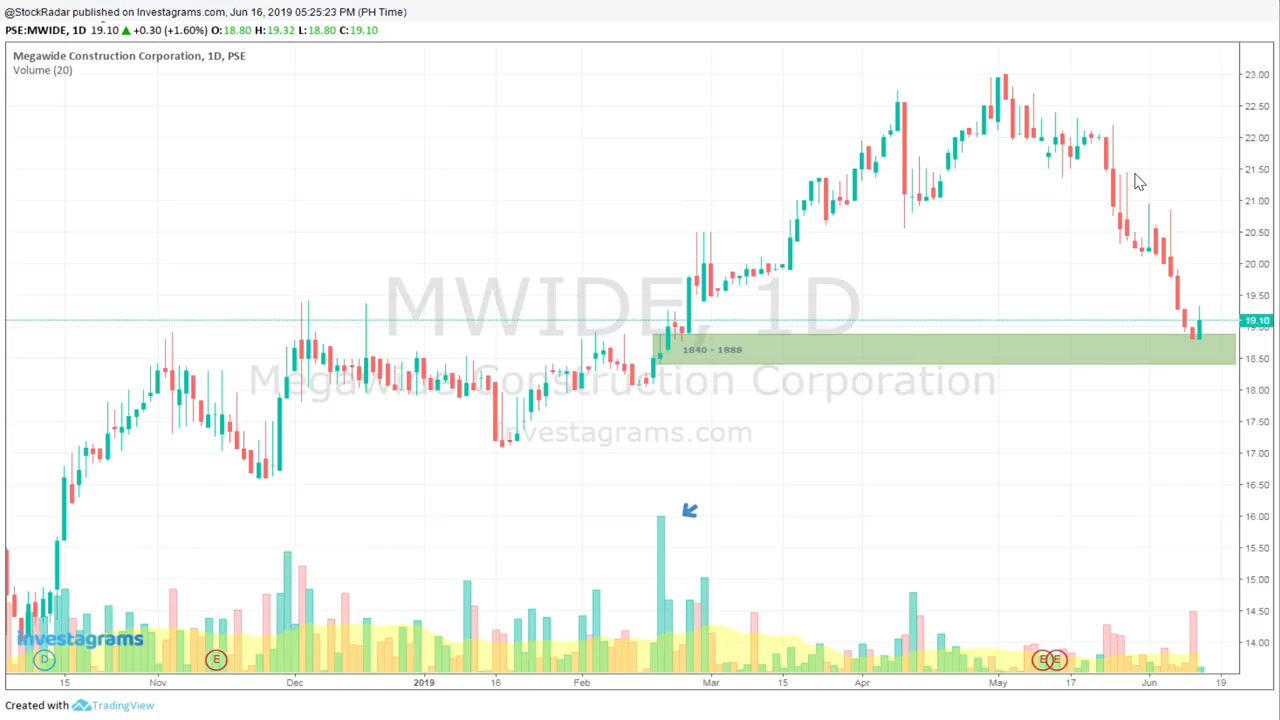 @StockRadar published on Investagrams.com, Jun 16, 2019 05:25:23 PM (PH Time)
PSE:MWIDE, 1D 19.10 ▲ +0.30 (+1.60%) O:18.80 H:19.32 L:18.80 C:19.10
Megawide Construction Corporation, 1D, PSE
Volume (20)
23.00
22.50
22.00
21.50
21.00
20.50
20.00
19.50
19.10
19.00
18.50
18.00
17.50
17.00
16.50
16.00
15.50
15.00
14.50
14.00
MWIDE, 1D
1840 - 1888
Megawide Construction Corporation
Investagrams.com
investagrams
D
E
E
E
15 Nov Dec 2019 16 Feb Mar 15 Apr May 17 Jun 19
Created with TradingView